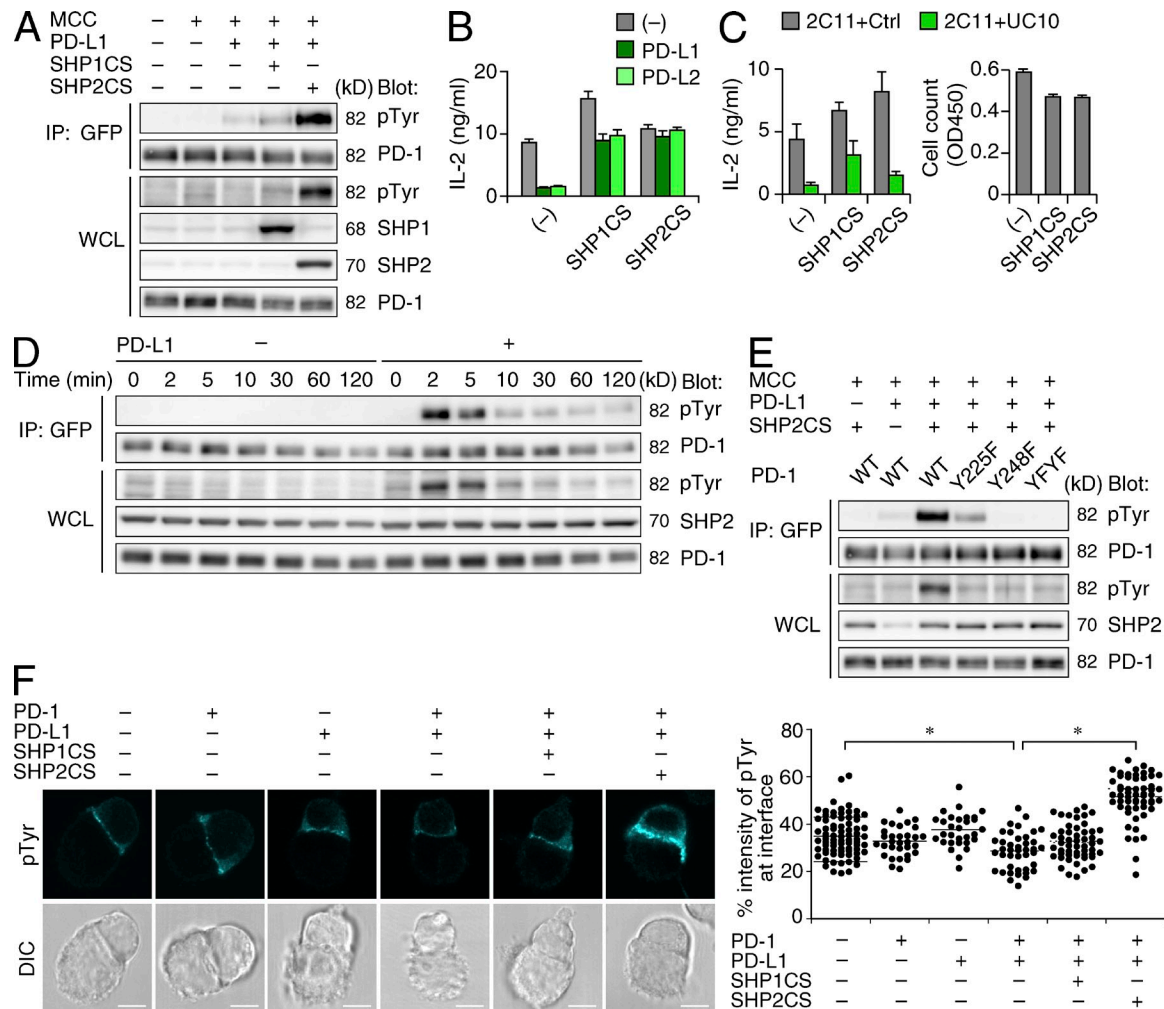 A
MCC – + + + +
PD-L1 – – + + +
SHP1CS – – – + –
SHP2CS – – – – + (kD) Blot:
IP: GFP
82 pTyr
82 PD-1
WCL
82 pTyr
68 SHP1
70 SHP2
82 PD-1
B
(–)
PD-L1
PD-L2
IL-2 (ng/ml)
20
10
0
(–) SHP1CS SHP2CS
C
2C11+Ctrl 2C11+UC10
IL-2 (ng/ml)
10
5
0
(–) SHP1CS SHP2CS
Cell count
(OD450)
0.6
0.4
0.2
0
(–) SHP1CS SHP2CS
D
PD-L1 – +
Time (min) 0 2 5 10 30 60 120 0 2 5 10 30 60 120 (kD) Blot:
IP: GFP
82 pTyr
82 PD-1
WCL
82 pTyr
70 SHP2
82 PD-1
E
MCC + + + + + +
PD-L1 – + + + + +
SHP2CS + – + + + +
PD-1 WT WT WT Y225F Y248F YFYF (kD) Blot:
IP: GFP
82 pTyr
82 PD-1
WCL
82 pTyr
70 SHP2
82 PD-1
F
PD-1 – + – + + +
PD-L1 – – + + + +
SHP1CS – – – – + –
SHP2CS – – – – – +
pTyr
DIC
% intensity of pTyr
at interface
80
60
40
20
0
* *
PD-1 – + – + + +
PD-L1 – – + + + +
SHP1CS – – – – + –
SHP2CS – – – – – +